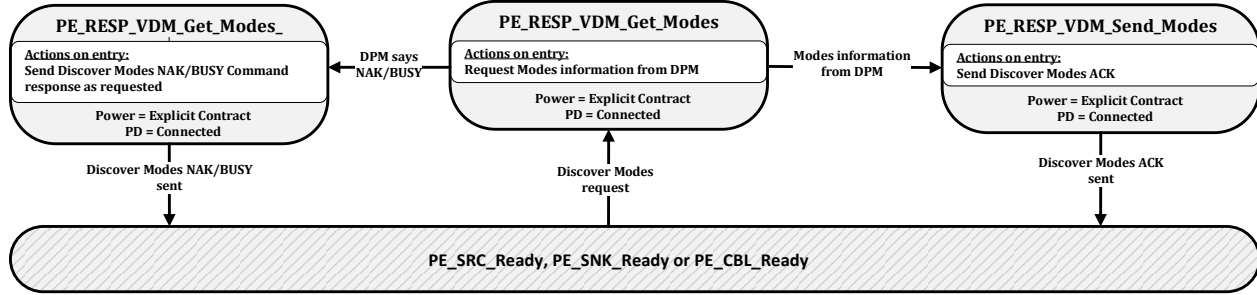 PE_RESP_VDM_Get_Modes_
Actions on entry:
Send Discover Modes NAK/BUSY Command
response as requested
Power = Explicit Contract
PD = Connected
DPM says
NAK/BUSY
PE_RESP_VDM_Get_Modes
Actions on entry:
Request Modes information from DPM
Power = Explicit Contract
PD = Connected
Modes information
from DPM
PE_RESP_VDM_Send_Modes
Actions on entry:
Send Discover Modes ACK
Power = Explicit Contract
PD = Connected
Discover Modes NAK/BUSY
sent
Discover Modes
request
Discover Modes ACK
sent
PE_SRC_Ready, PE_SNK_Ready or PE_CBL_Ready